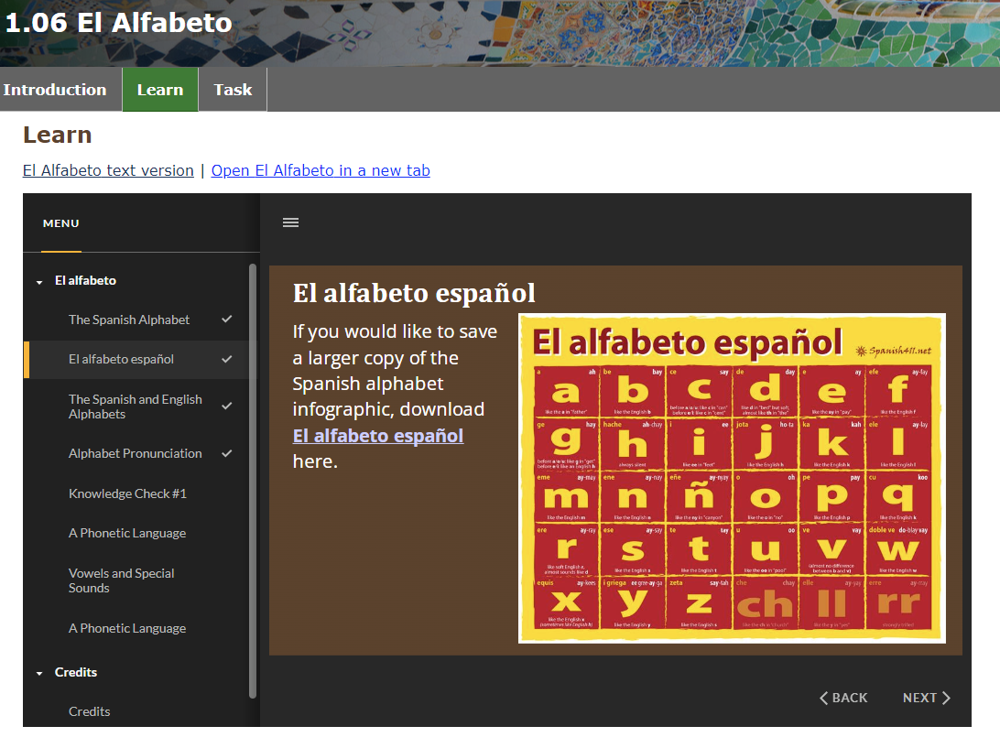 1.06 El Alfabeto
Introduction
Learn
Task
Learn
El Alfabeto text version | Open El Alfabeto in a new tab
MENU
El alfabeto
The Spanish Alphabet
El alfabeto español
The Spanish and English
Alphabets
Alphabet Pronunciation
Knowledge Check #1
A Phonetic Language
Vowels and Special
Sounds
A Phonetic Language
Credits
Credits
El alfabeto español
If you would like to save
a larger copy of the
Spanish alphabet
infographic, download
El alfabeto español
here.
El alfabeto español
Spanish411.net
a ah
a
like the a in "father"
be bay
b
like the English b
ce say
c
before a/o/u: like c in "can"
before e/i: like c in "cent"
de day
d
like d in "bed" but soft,
almost like th in "the"
e ay
e
like the ay in "pay"
efe ay-fay
f
like the English f
ge hay
g
before a/o/u: like g in "get"
before e/i: like an English h
hache ah-chay
h
always silent
i ee
i
like ee in "feet"
jota ho-ta
j
like the English h
ka kah
k
like the English k
ele ay-lay
l
like the English l
eme ay-may
m
like the English m
ene ay-nay
n
like the English n
eñe ay-nyay
ñ
like the ny in "canyon"
o oh
o
like the o in "no"
pe pay
p
like the English p
cu koo
q
like the English k
ere ay-ray
r
like soft English r,
almost sounds like d
ese ay-say
s
like the English s
te tay
t
like the English t
u oo
u
like the oo in "pool"
ve vay
v
(almost no difference
between b and v)
doble ve do-blay vay
w
like the English w
equis ay-kees
x
like the English x
(sometimes like English h)
i griega ee gree-ay-ga
y
like the English y
zeta say-tah
z
like the English s
che chay
ch
like the ch in "church"
elle ay-yay
ll
like the y in "yes"
erre ay-rray
rr
strongly trilled!
BACK
NEXT